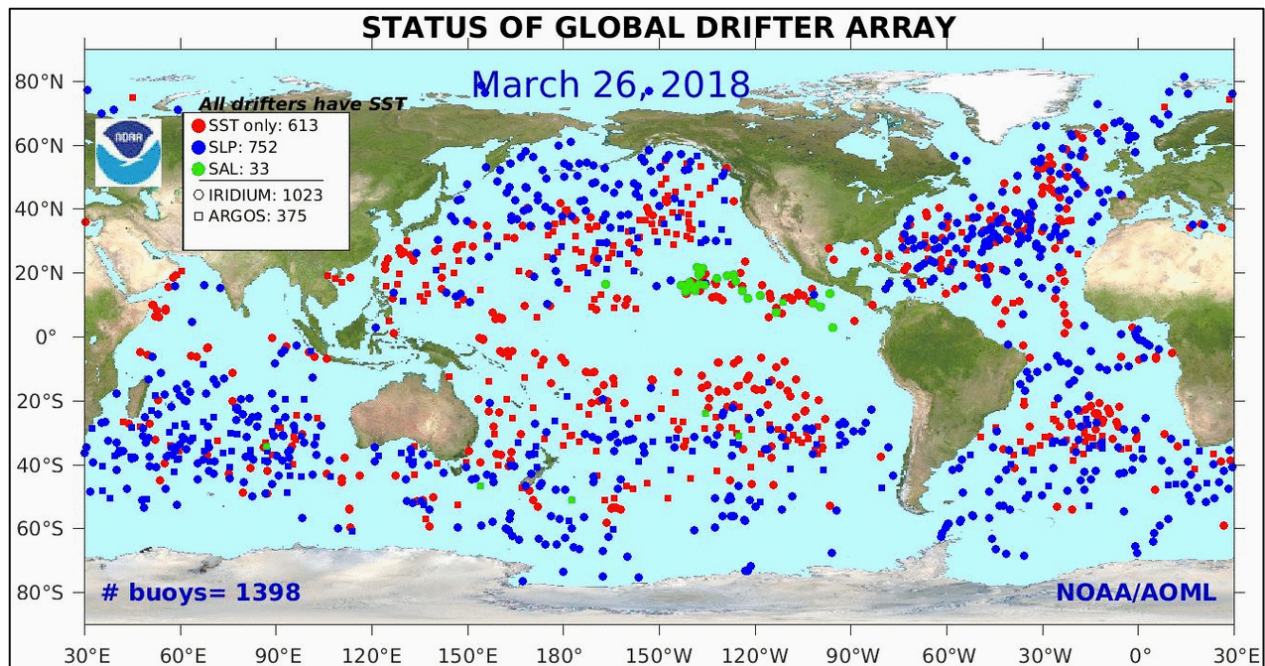 STATUS OF GLOBAL DRIFTER ARRAY
March 26, 2018
All drifters have SST
SST only: 613
SLP: 752
SAL: 33
IRIDIUM: 1023
ARGOS: 375
NOAA
80°N
60°N
40°N
20°N
0°
20°S
40°S
60°S
80°S
# buoys= 1398
NOAA/AOML
30°E 60°E 90°E 120°E 150°E 180° 150°W 120°W 90°W 60°W 30°W 0° 30°E